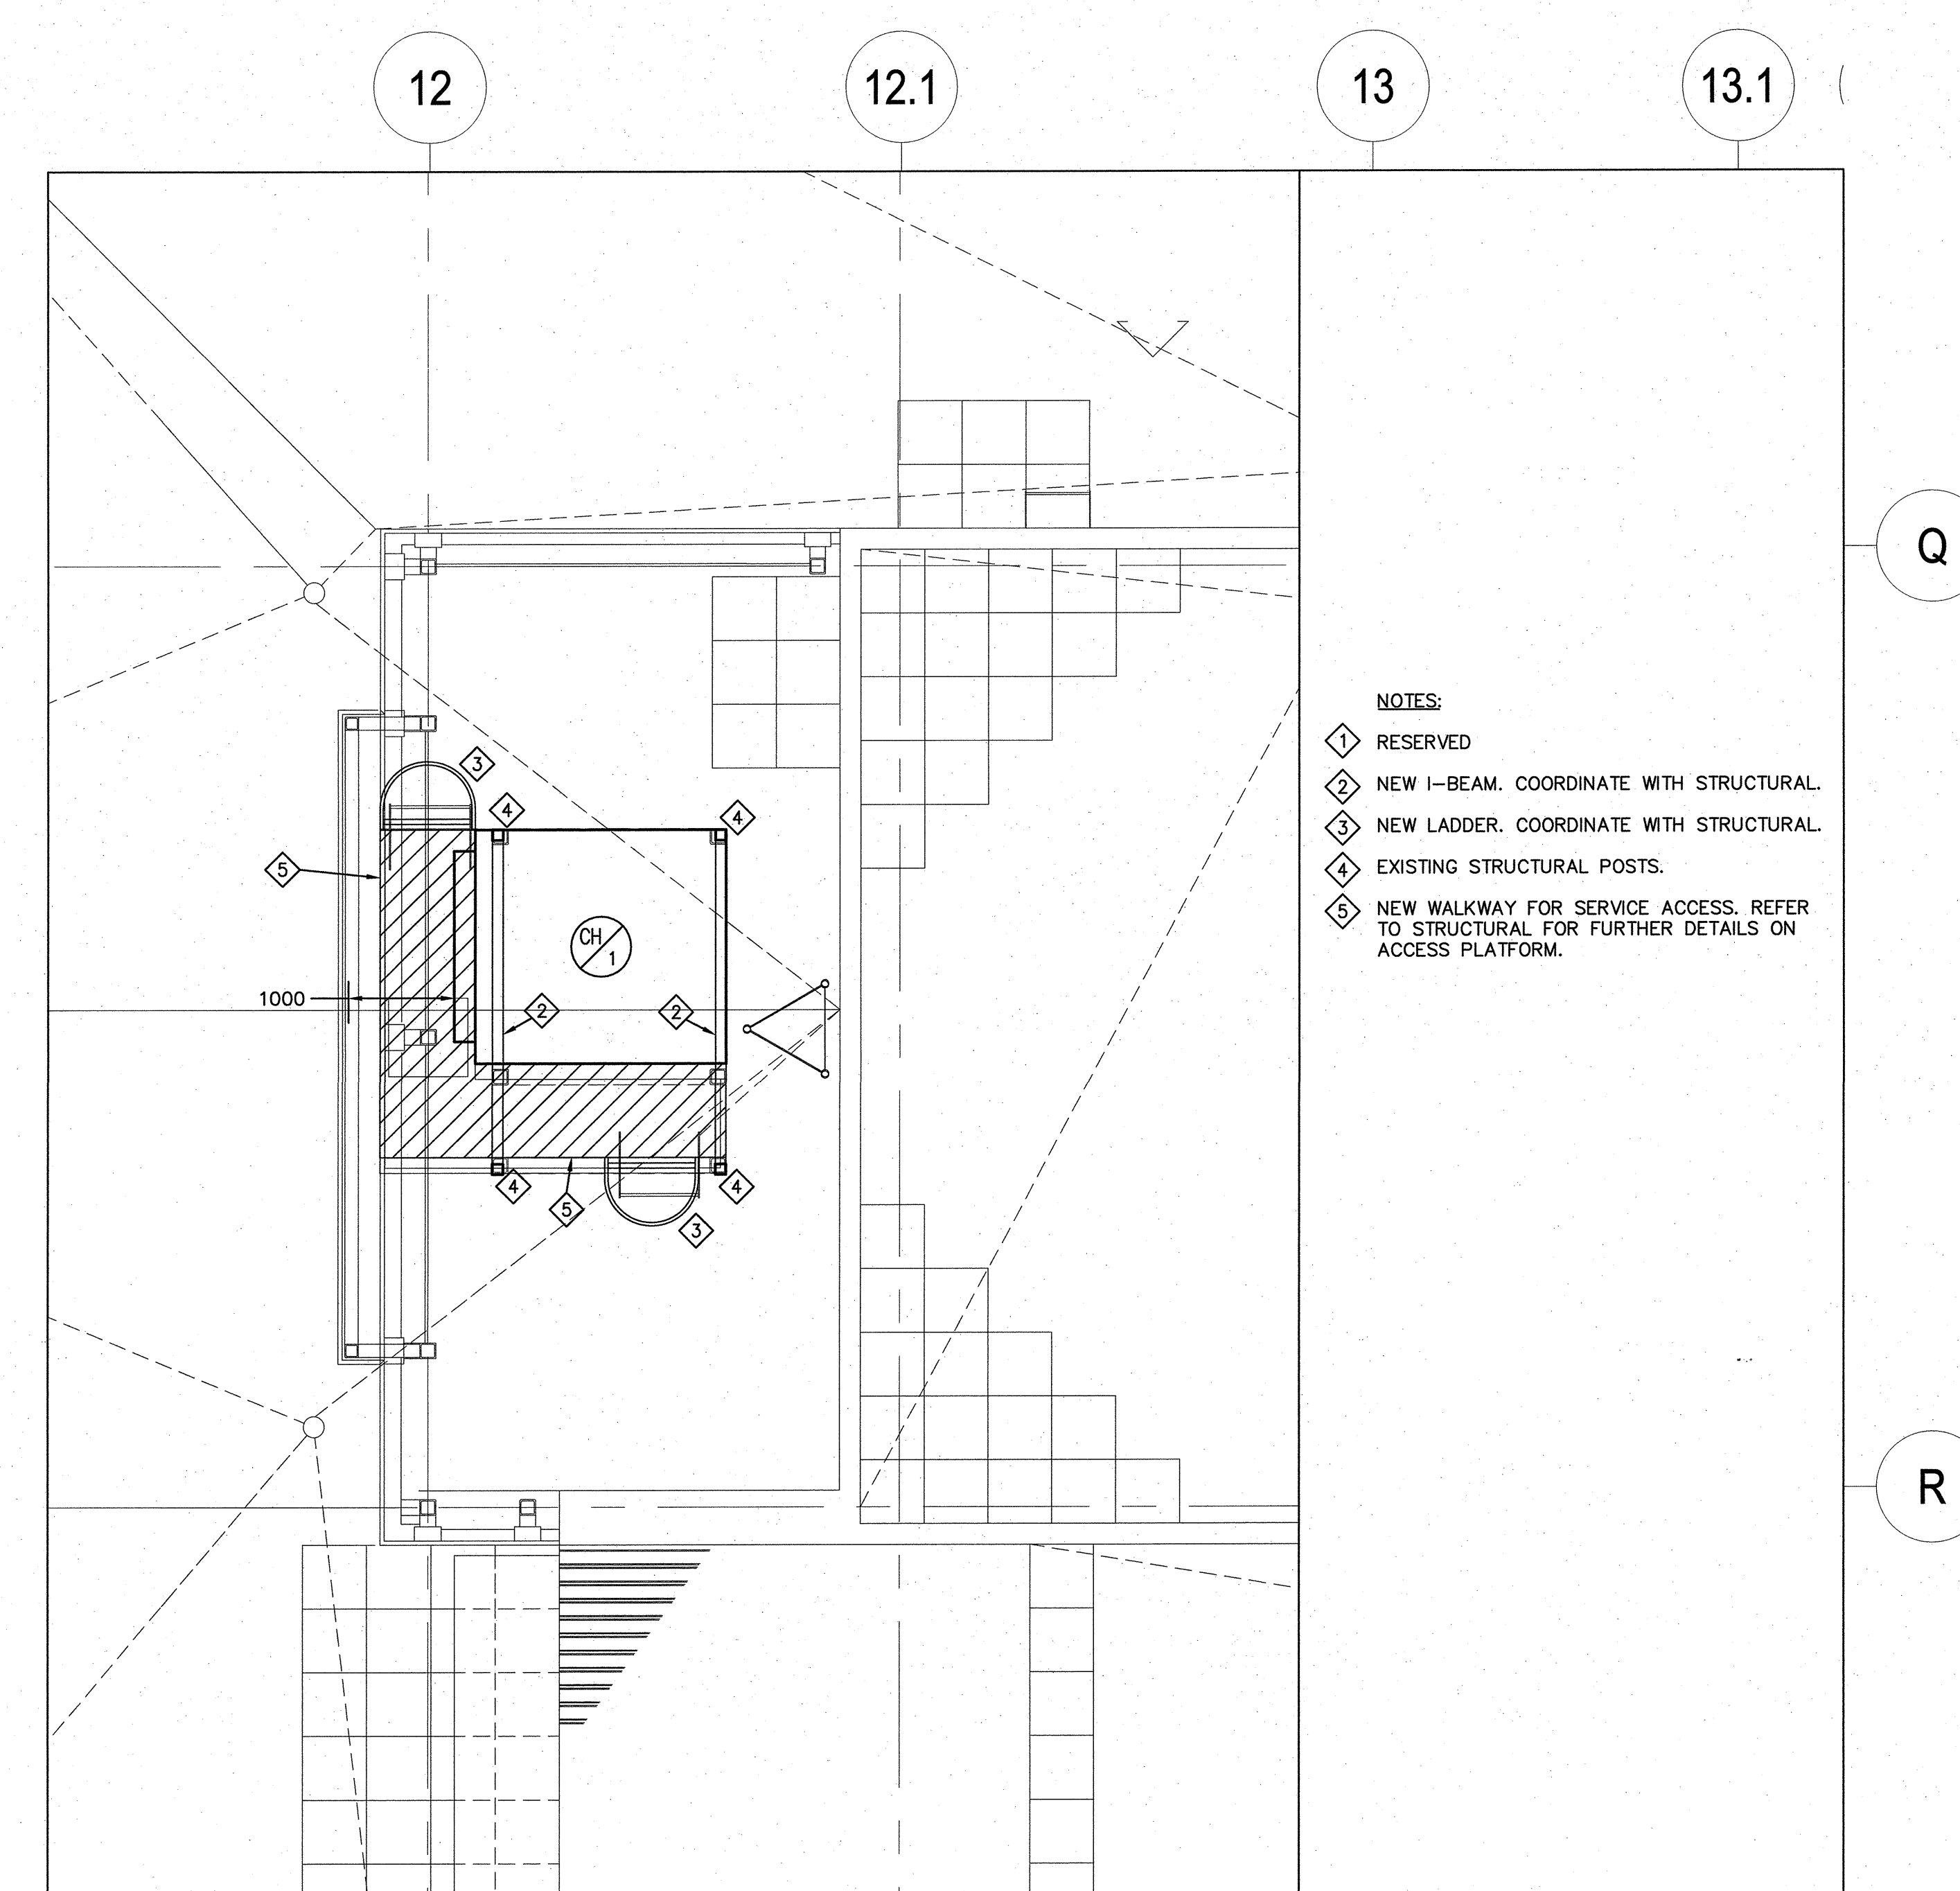 12
12.1
13
13.1
Q
NOTES:
1 RESERVED
2 NEW I-BEAM. COORDINATE WITH STRUCTURAL.
3 NEW LADDER. COORDINATE WITH STRUCTURAL.
4 EXISTING STRUCTURAL POSTS.
5 NEW WALKWAY FOR SERVICE ACCESS. REFER
TO STRUCTURAL FOR FURTHER DETAILS ON
ACCESS PLATFORM.
3
4
4
5
CH
1
1000
2
2
4
4
5
3
R